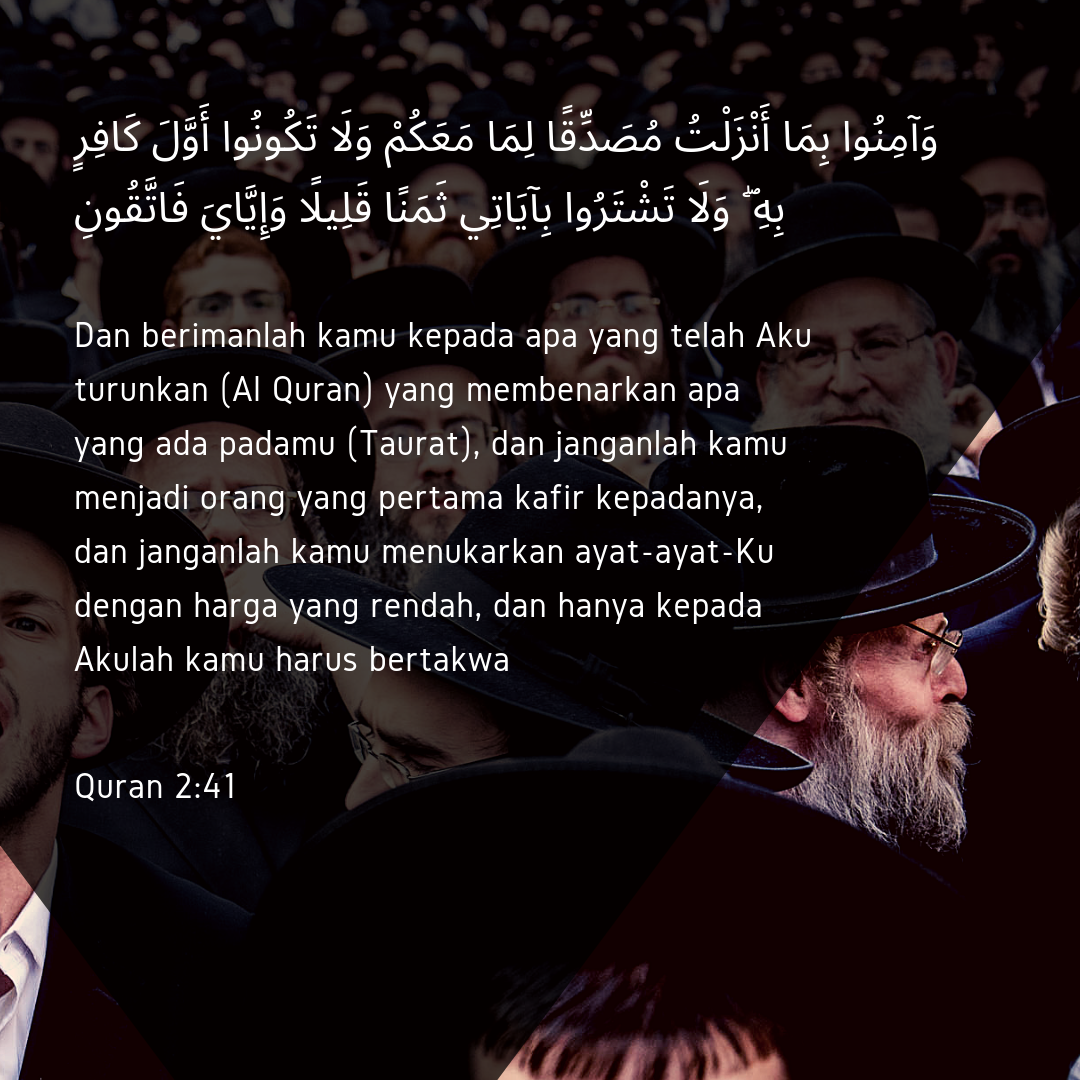 وَآمِنُوا بِمَا أَنْزَلْتُ مُصَدِّقًا لِمَا مَعَكُمْ وَلَا تَكُونُوا أَوَّلَ كَافِرٍ
بِهِ ۖ وَلَا تَشْتَرُوا بِآيَاتِي ثَمَنًا قَلِيلًا وَإِيَّايَ فَاتَّقُونِ
Dan berimanlah kamu kepada apa yang telah Aku
turunkan (Al Quran) yang membenarkan apa
yang ada padamu (Taurat), dan janganlah kamu
menjadi orang yang pertama kafir kepadanya,
dan janganlah kamu menukarkan ayat-ayat-Ku
dengan harga yang rendah, dan hanya kepada
Akulah kamu harus bertakwa
Quran 2:41